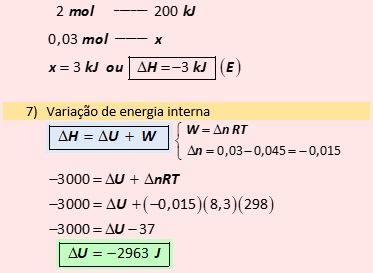 2 mol —— 200 kJ
0,03 mol —— x
x = 3 kJ ou ΔH = −3 kJ (E)
7) Variação de energia interna
ΔH = ΔU + W { W = Δn RT
Δn = 0,03 − 0,045 = − 0,015
−3000 = ΔU + ΔnRT
−3000 = ΔU + (−0,015)(8,3)(298)
−3000 = ΔU − 37
ΔU = −2963 J